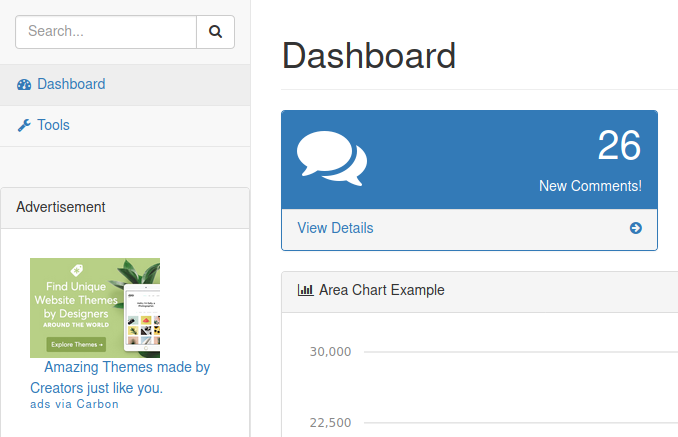 Search...
Dashboard
Tools
Advertisement
Find Unique
Website Themes
by Designers
AROUND THE WORLD
Explore Themes →
Amazing Themes made by
Creators just like you.
ads via Carbon
Dashboard
26
New Comments!
View Details
Area Chart Example
30,000
22,500